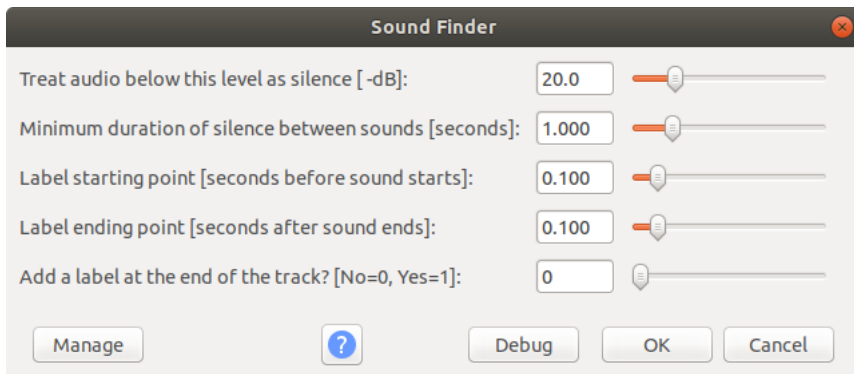 Sound Finder
Treat audio below this level as silence [ -dB]: 20.0
Minimum duration of silence between sounds [seconds]: 1.000
Label starting point [seconds before sound starts]: 0.100
Label ending point [seconds after sound ends]: 0.100
Add a label at the end of the track? [No=0, Yes=1]: 0
Manage ? Debug OK Cancel